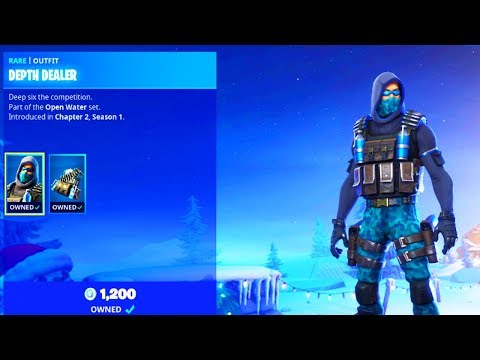 RARE | OUTFIT
DEPTH DEALER
Deep six the competition.
Part of the Open Water set.
Introduced in Chapter 2, Season 1.
OWNED OWNED
1,200
OWNED